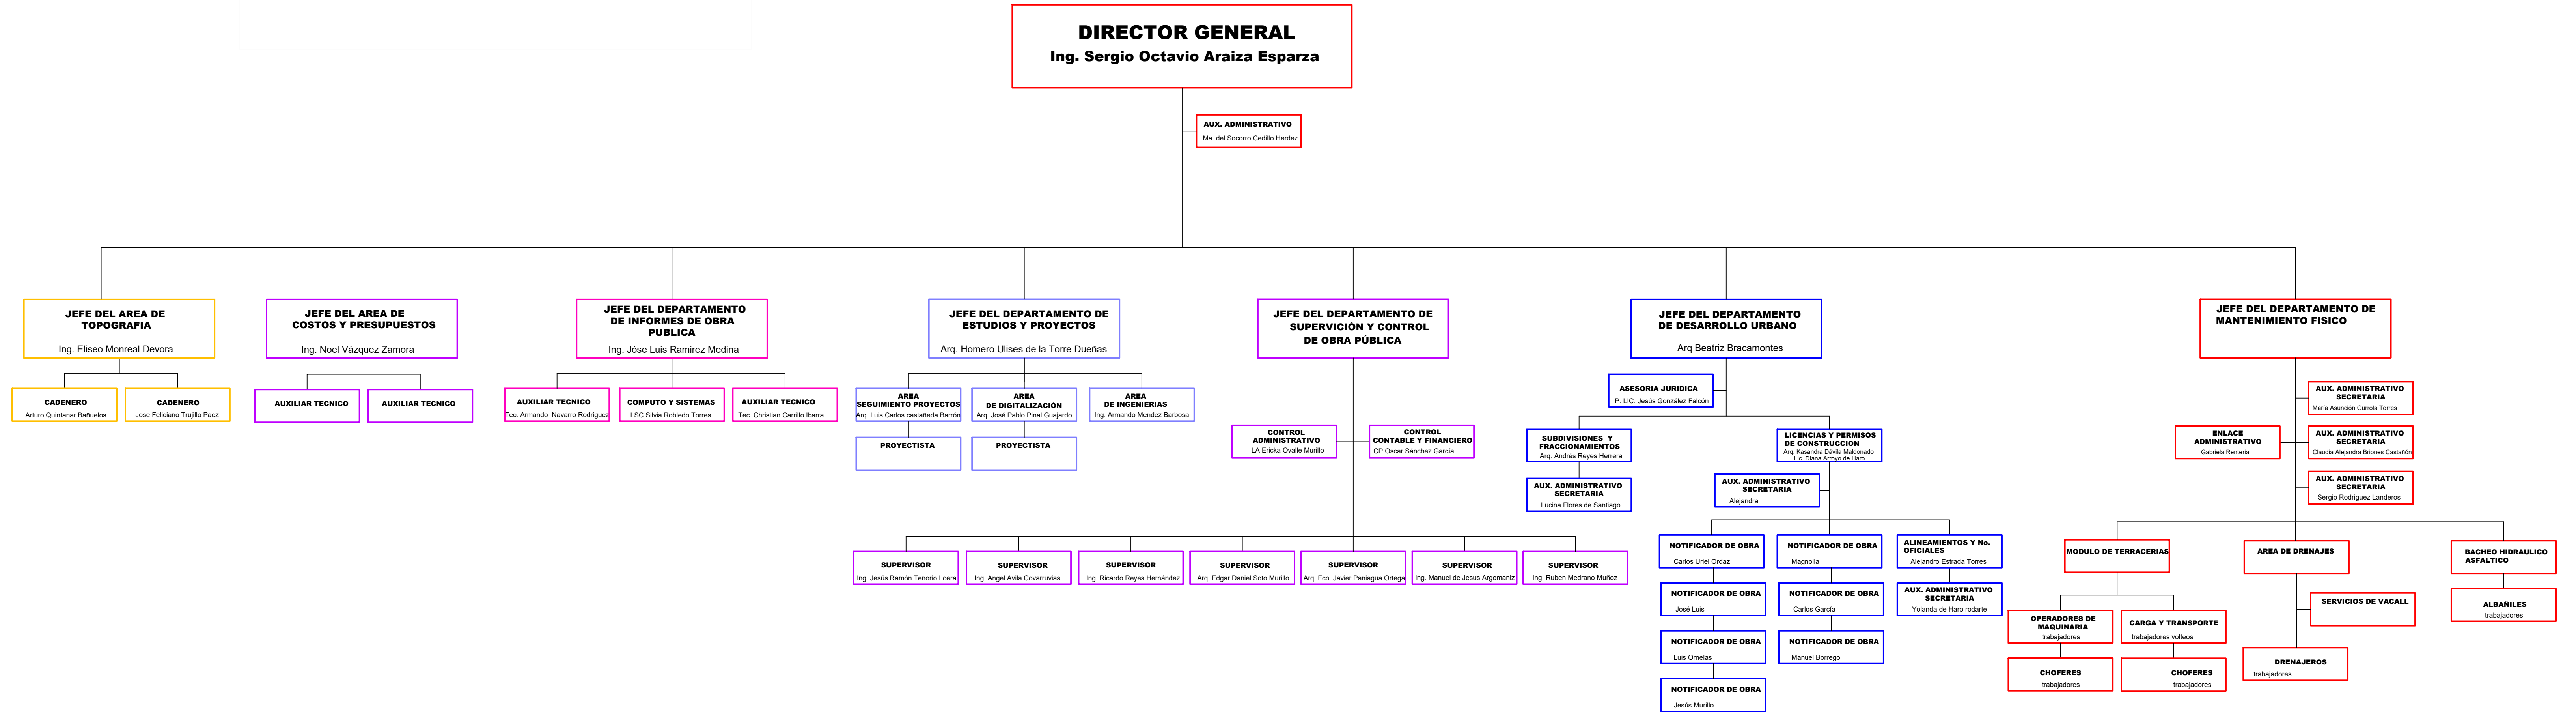 DIRECTOR GENERAL
Ing. Sergio Octavio Araiza Esparza
AUX. ADMINISTRATIVO
Ma. del Socorro Cedillo Herdez
JEFE DEL AREA DE
TOPOGRAFIA
Ing. Eliseo Monreal Devora
CADENERO
Arturo Quintanar Bañuelos
CADENERO
Jose Feliciano Trujillo Paez
JEFE DEL AREA DE
COSTOS Y PRESUPUESTOS
Ing. Noel Vázquez Zamora
AUXILIAR TECNICO
AUXILIAR TECNICO
JEFE DEL DEPARTAMENTO
DE INFORMES DE OBRA
PUBLICA
Ing. Jóse Luis Ramirez Medina
AUXILIAR TECNICO
Tec. Armando Navarro Rodriguez
COMPUTO Y SISTEMAS
LSC Silvia Robledo Torres
AUXILIAR TECNICO
Tec. Christian Carrillo Ibarra
JEFE DEL DEPARTAMENTO DE
ESTUDIOS Y PROYECTOS
Arq. Homero Ulises de la Torre Dueñas
AREA
SEGUIMIENTO PROYECTOS
Arq. Luis Carlos castañeda Barrón
PROYECTISTA
AREA
DE DIGITALIZACIÓN
Arq. José Pablo Pinal Guajardo
PROYECTISTA
AREA
DE INGENIERIAS
Ing. Armando Mendez Barbosa
JEFE DEL DEPARTAMENTO DE
SUPERVICIÓN Y CONTROL
DE OBRA PÚBLICA
CONTROL
ADMINISTRATIVO
LA Ericka Ovalle Murillo
CONTROL
CONTABLE Y FINANCIERO
CP Oscar Sánchez García
SUPERVISOR
Ing. Jesús Ramón Tenorio Loera
SUPERVISOR
Ing. Angel Avila Covarruvias
SUPERVISOR
Ing. Ricardo Reyes Hernández
SUPERVISOR
Arq. Edgar Daniel Soto Murillo
SUPERVISOR
Arq. Fco. Javier Paniagua Ortega
SUPERVISOR
Ing. Manuel de Jesus Argomaniz
SUPERVISOR
Ing. Ruben Medrano Muñoz
JEFE DEL DEPARTAMENTO
DE DESARROLLO URBANO
Arq Beatriz Bracamontes
ASESORIA JURIDICA
P. LIC. Jesús González Falcón
SUBDIVISIONES Y
FRACCIONAMIENTOS
Arq. Andrés Reyes Herrera
AUX. ADMINISTRATIVO
SECRETARIA
Lucina Flores de Santiago
LICENCIAS Y PERMISOS
DE CONSTRUCCION
Arq. Kasandra Dávila Maldonado
Lic. Diana Arroyo de Haro
AUX. ADMINISTRATIVO
SECRETARIA
Alejandra
NOTIFICADOR DE OBRA
Carlos Uriel Ordaz
NOTIFICADOR DE OBRA
José Luis
NOTIFICADOR DE OBRA
Luis Ornelas
NOTIFICADOR DE OBRA
Jesús Murillo
NOTIFICADOR DE OBRA
Magnolia
NOTIFICADOR DE OBRA
Carlos García
NOTIFICADOR DE OBRA
Manuel Borrego
ALINEAMIENTOS Y No.
OFICIALES
Alejandro Estrada Torres
AUX. ADMINISTRATIVO
SECRETARIA
Yolanda de Haro rodarte
JEFE DEL DEPARTAMENTO DE
MANTENIMIENTO FISICO
AUX. ADMINISTRATIVO
SECRETARIA
María Asunción Gurrola Torres
ENLACE
ADMINISTRATIVO
Gabriela Renteria
AUX. ADMINISTRATIVO
SECRETARIA
Claudia Alejandra Briones Castañón
AUX. ADMINISTRATIVO
SECRETARIA
Sergio Rodriguez Landeros
MODULO DE TERRACERIAS
OPERADORES DE
MAQUINARIA
trabajadores
CHOFERES
trabajadores
CARGA Y TRANSPORTE
trabajadores volteos
CHOFERES
trabajadores
AREA DE DRENAJES
SERVICIOS DE VACALL
DRENAJEROS
trabajadores
BACHEO HIDRAULICO
ASFALTICO
ALBAÑILES
trabajadores